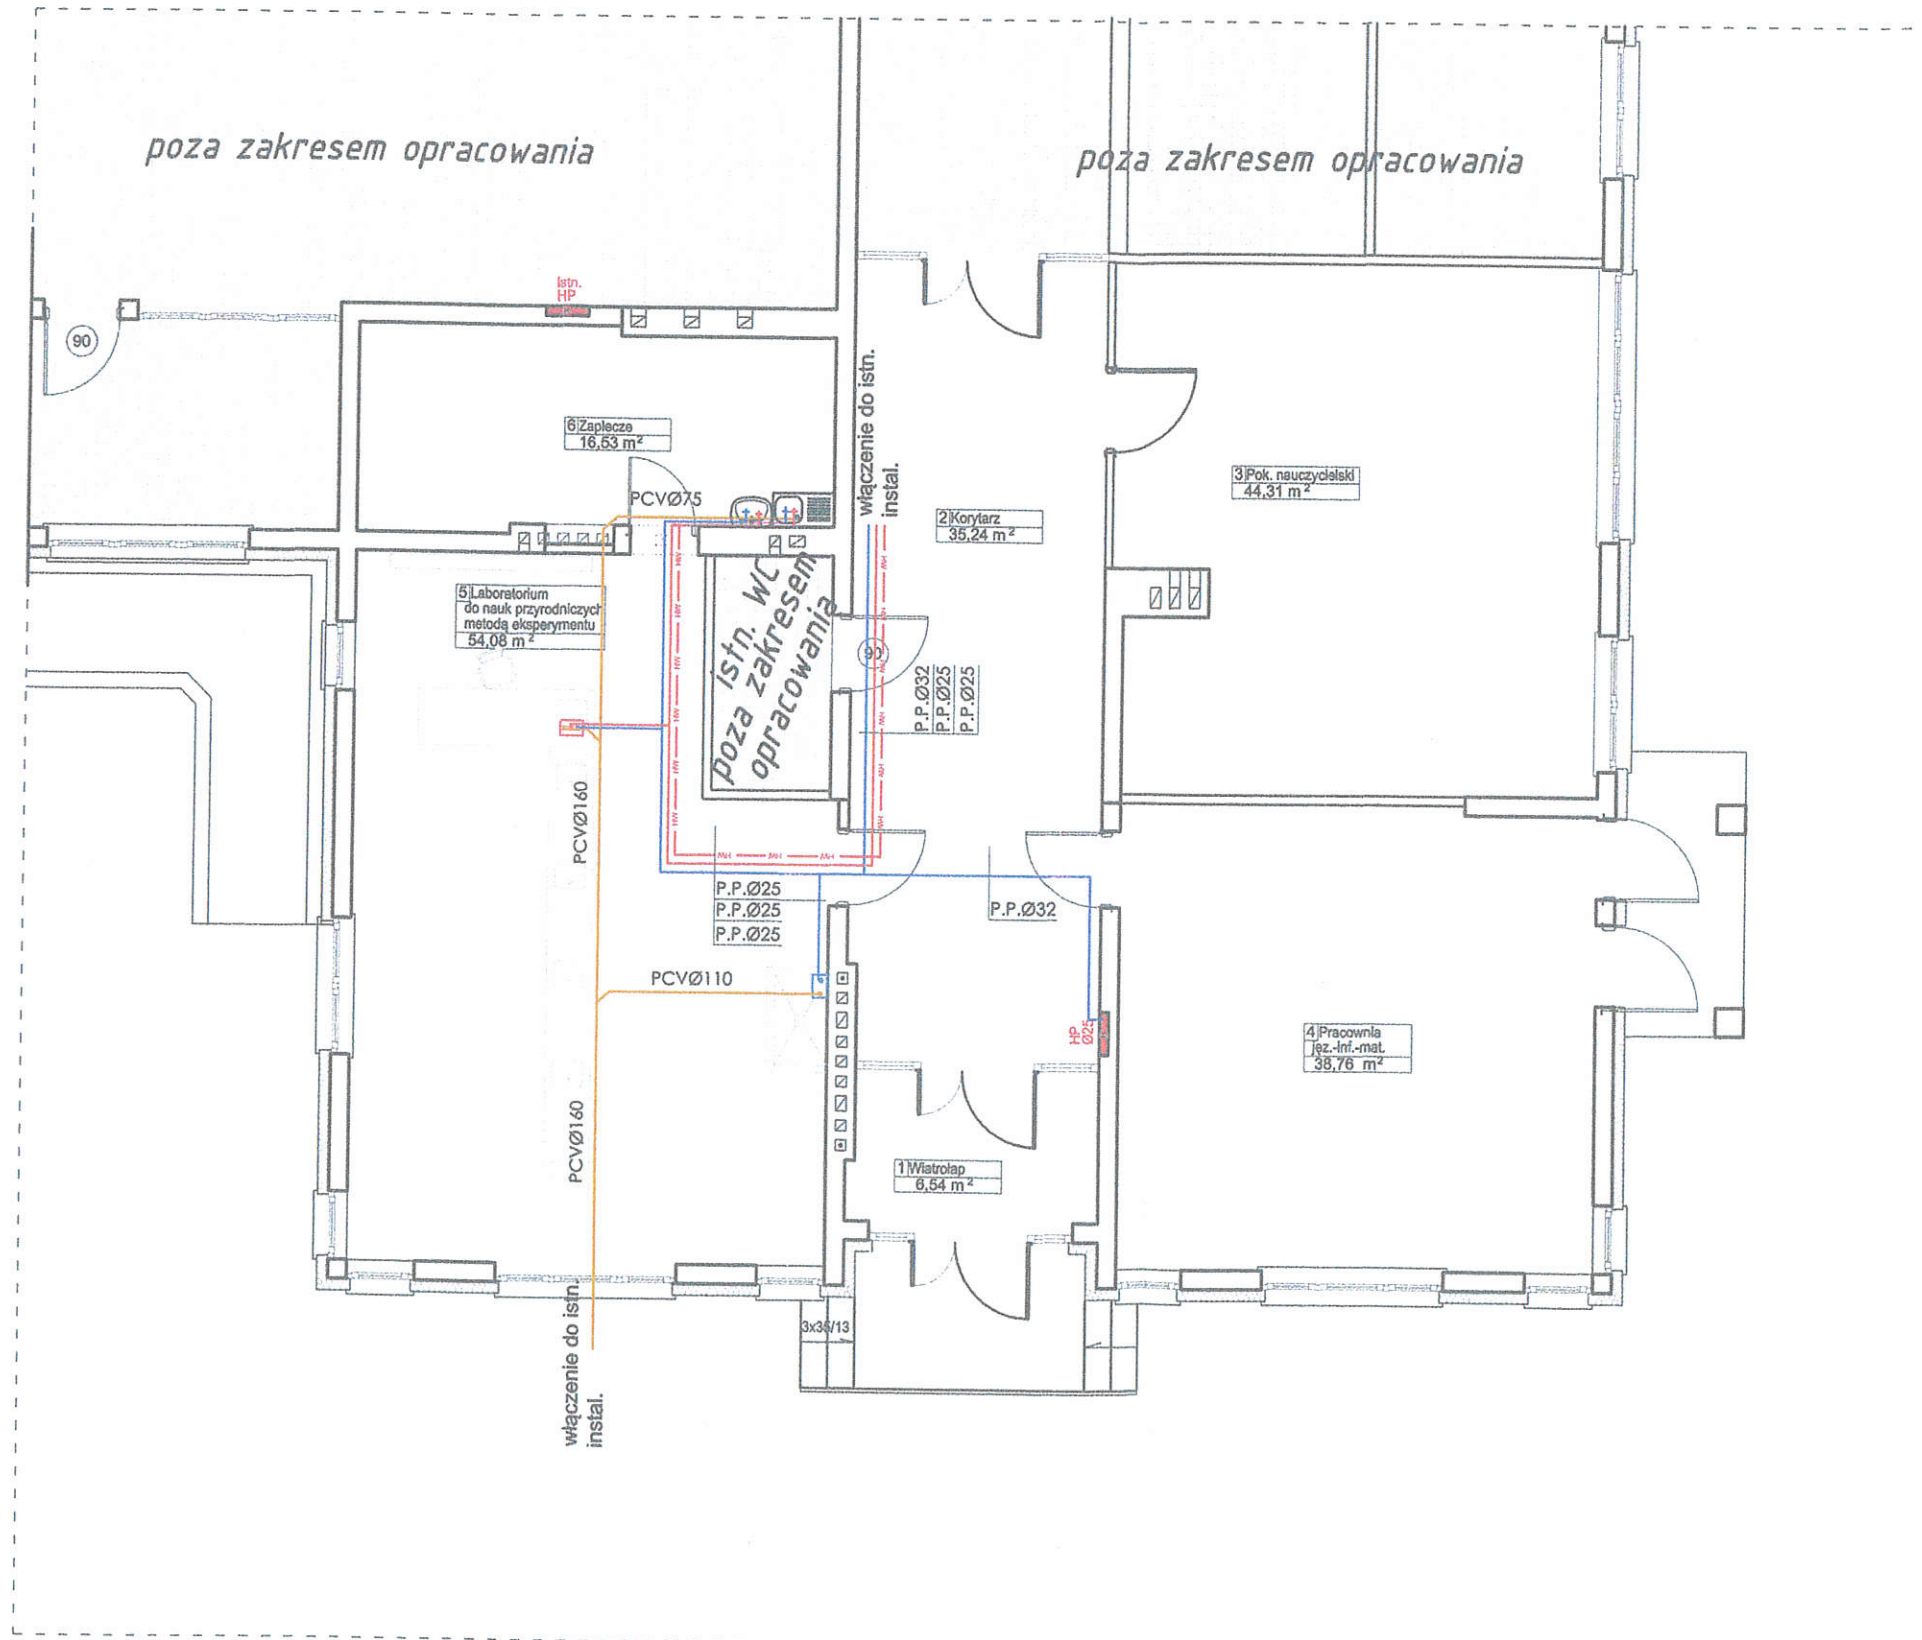 poza zakresem opracowania
poza zakresem opracowania
Istn.
HP
90
włączenie do istn.
instal.
6 Zaplecze
16,53 m²
3 Pok. nauczycielski
44,31 m²
PCVØ75
2 Korytarz
35,24 m²
5 Laboratorium
do nauk przyrodniczych
metodą eksperymentu
54,08 m²
istn. WC
poza zakresem
opracowania
90
P.P.Ø32
P.P.Ø25
P.P.Ø25
PCVØ160
P.P.Ø25
P.P.Ø25
P.P.Ø25
P.P.Ø32
PCVØ110
HP
Ø25
4 Pracownia
jęz.-inf.-mat.
38,76 m²
PCVØ160
1 Wiatrołap
6,54 m²
3x35/13
włączenie do istn.
instal.